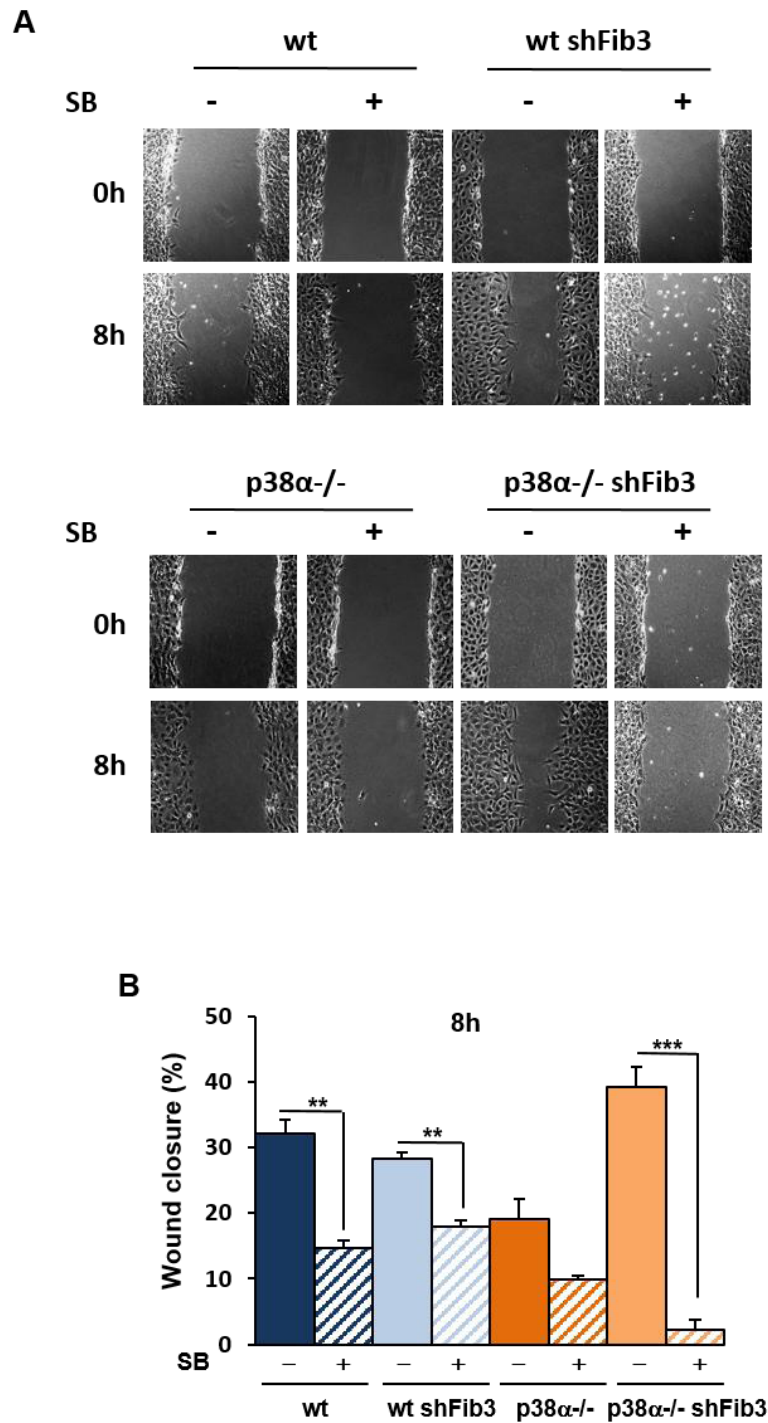 A
wt wt shFib3
SB - + - +
0h
8h
p38α-/- p38α-/- shFib3
SB - + - +
0h
8h
B
8h
Wound closure (%)
50
40
30
20
10
0
** ** ***
SB – + – + – + – +
wt wt shFib3 p38α-/- p38α-/- shFib3